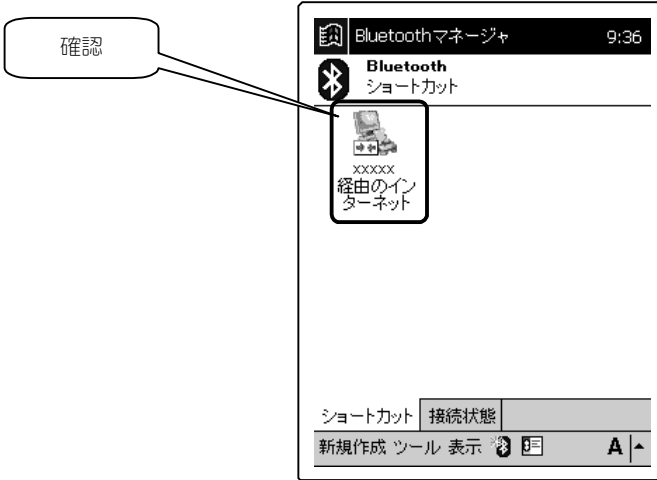 確認
Bluetoothマネージャ 9:36
Bluetooth
ショートカット
xxxxx
経由のイン
ターネット
ショートカット 接続状態
新規作成 ツール 表示 A